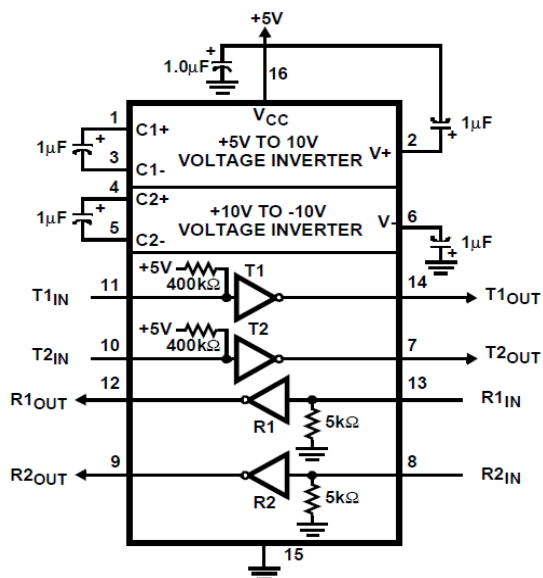 +5V
1.0µF
+
16
1
C1+
VCC
2
+5V TO 10V
VOLTAGE INVERTER
V+
1µF
+
1µF
+
3
C1-
4
C2+
+10V TO -10V
VOLTAGE INVERTER
V-
6
1µF
+
5
C2-
1µF
+
+5V
400kΩ
T1
T1IN
11
14
T1OUT
+5V
400kΩ
T2
T2IN
10
7
T2OUT
R1OUT
12
R1
5kΩ
13
R1IN
R2OUT
9
R2
5kΩ
8
R2IN
15